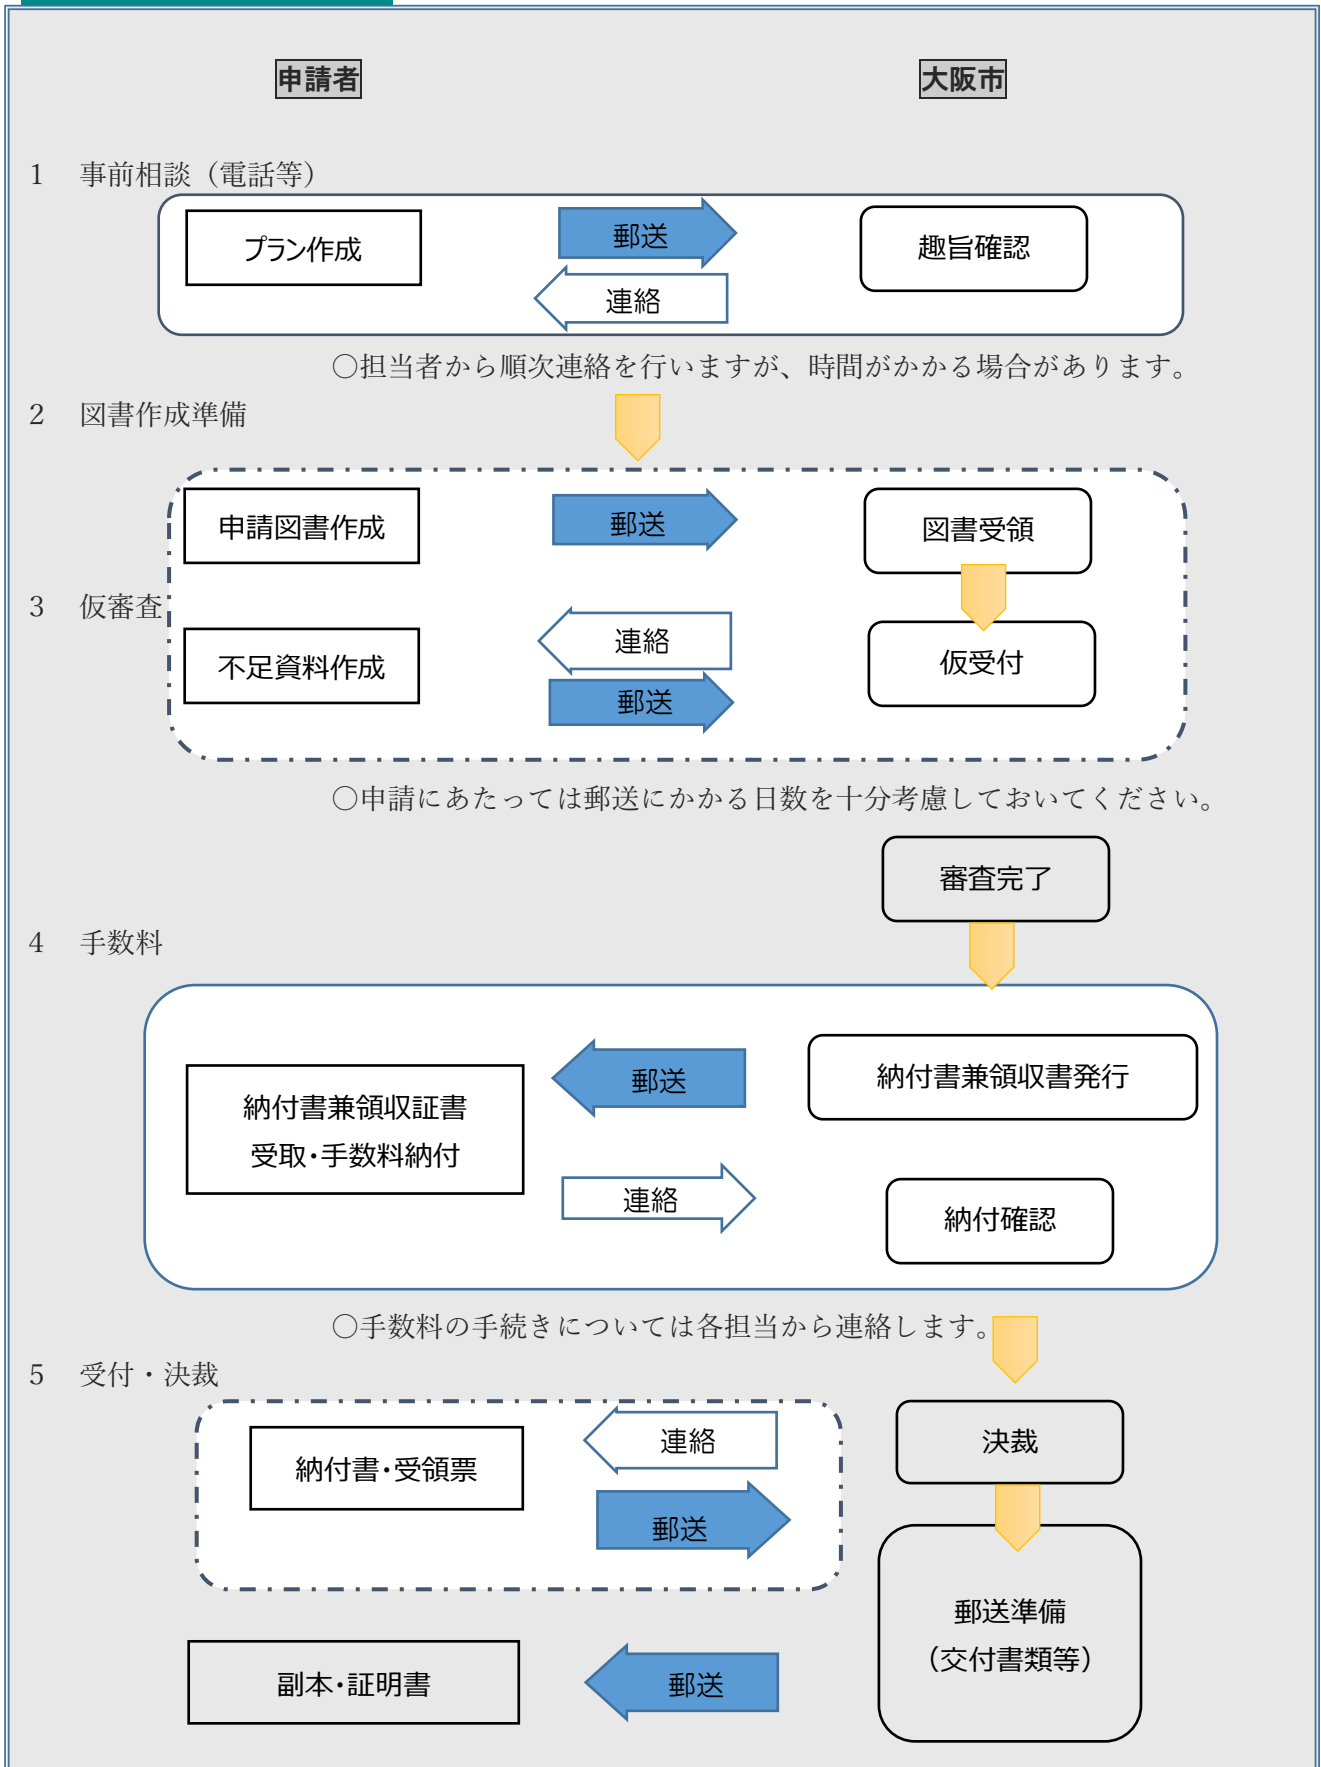 申請者
大阪市
1 事前相談（電話等）
プラン作成
郵送
趣旨確認
連絡
〇担当者から順次連絡を行いますが、時間がかかる場合があります。
2 図書作成準備
申請図書作成
郵送
図書受領
3 仮審査
連絡
不足資料作成
仮受付
郵送
〇申請にあたっては郵送にかかる日数を十分考慮しておいてください。
審査完了
4 手数料
郵送
納付書兼領収書発行
納付書兼領収証書
受取・手数料納付
連絡
納付確認
〇手数料の手続きについては各担当から連絡します。
5 受付・決裁
連絡
決裁
納付書・受領票
郵送
郵送準備
（交付書類等）
副本・証明書
郵送